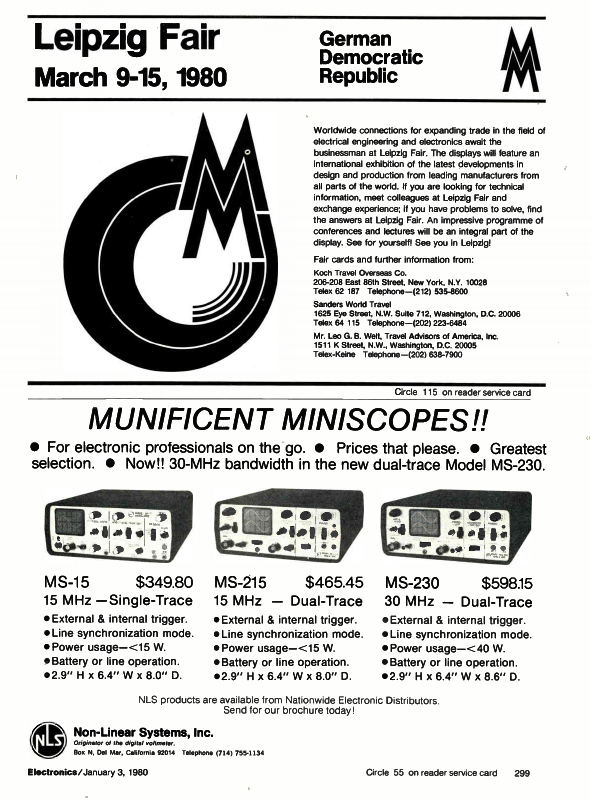 Leipzig Fair
March 9-15, 1980
German
Democratic
Republic
Worldwide connections for expanding trade in the field of
electrical engineering and electronics await the
businessman at Leipzig Fair. The displays will feature an
international exhibition of the latest developments in
design and production from leading manufacturers from
all parts of the world. If you are looking for technical
information, meet colleagues at Leipzig Fair and
exchange experience; if you have problems to solve, find
the answers at Leipzig Fair. An impressive programme of
conferences and lectures will be an integral part of the
display. See for yourself! See you in Leipzig!
Fair cards and further information from:
Koch Travel Overseas Co.
206-208 East 86th Street, New York, N.Y. 10028
Telex 62 187 Telephone—(212) 535-8600
Sanders World Travel
1625 Eye Street, N.W. Suite 712, Washington, D.C. 20006
Telex 64 115 Telephone—(202) 223-6484
Mr. Leo G. B. Welt, Travel Advisors of America, Inc.
1511 K Street, N.W., Washington, D.C. 20005
Telex-Keine Telephone—(202) 638-7900
Circle 115 on reader service card
MUNIFICENT MINISCOPES!!
● For electronic professionals on the go. ● Prices that please. ● Greatest
selection. ● Now!! 30-MHz bandwidth in the new dual-trace Model MS-230.
MS-15 $349.80
15 MHz — Single-Trace
● External & internal trigger.
● Line synchronization mode.
● Power usage—<15 W.
● Battery or line operation.
● 2.9″ H x 6.4″ W x 8.0″ D.
MS-215 $465.45
15 MHz — Dual-Trace
● External & internal trigger.
● Line synchronization mode.
● Power usage—<15 W.
● Battery or line operation.
● 2.9″ H x 6.4″ W x 8.0″ D.
MS-230 $598.15
30 MHz — Dual-Trace
● External & internal trigger.
● Line synchronization mode.
● Power usage—<40 W.
● Battery or line operation.
● 2.9″ H x 6.4″ W x 8.6″ D.
NLS products are available from Nationwide Electronic Distributors.
Send for our brochure today!
NLS
Non-Linear Systems, Inc.
Originator of the digital voltmeter.
Box N, Del Mar, California 92014 Telephone (714) 755-1134
Electronics/January 3, 1980
Circle 55 on reader service card 299